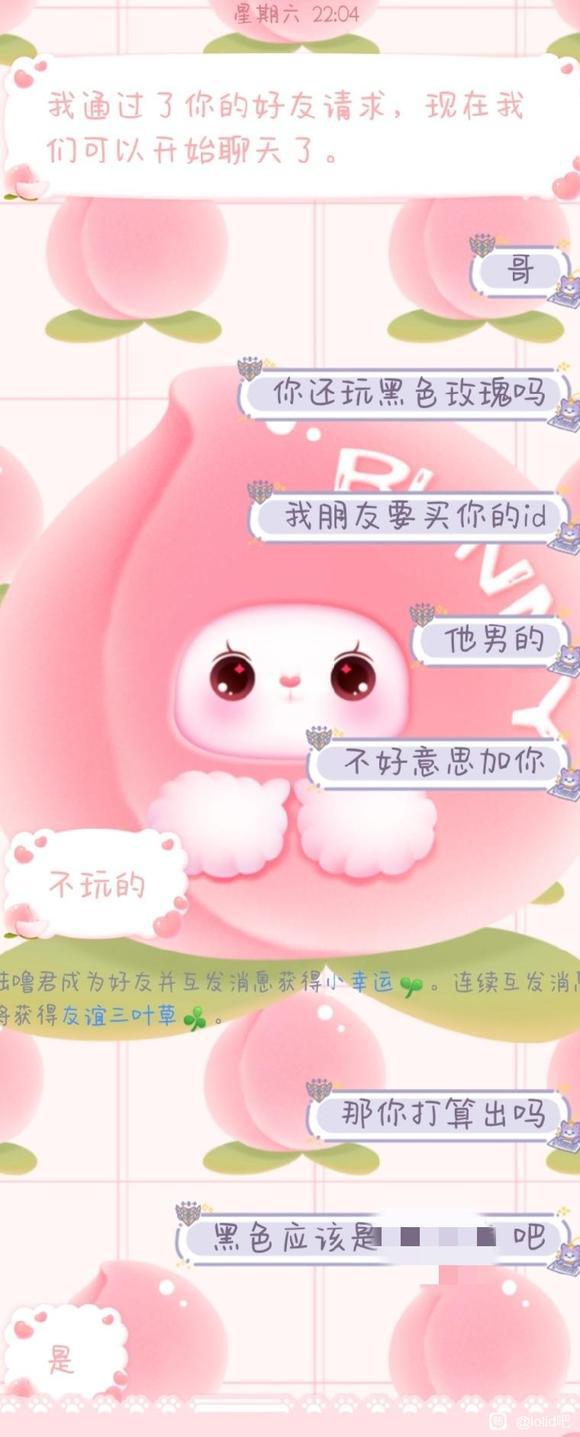 星期六 22:04
我通过了你的好友请求，现在我
们可以开始聊天了。
哥
你还玩黑色玫瑰吗
我朋友要买你的id
他男的
不好意思加你
不玩的
噜君成为好友并互发消息获得小幸运。连续互发消
将获得友谊三叶草。
那你打算出吗
黑色应该是 吧
是
@lolid吧